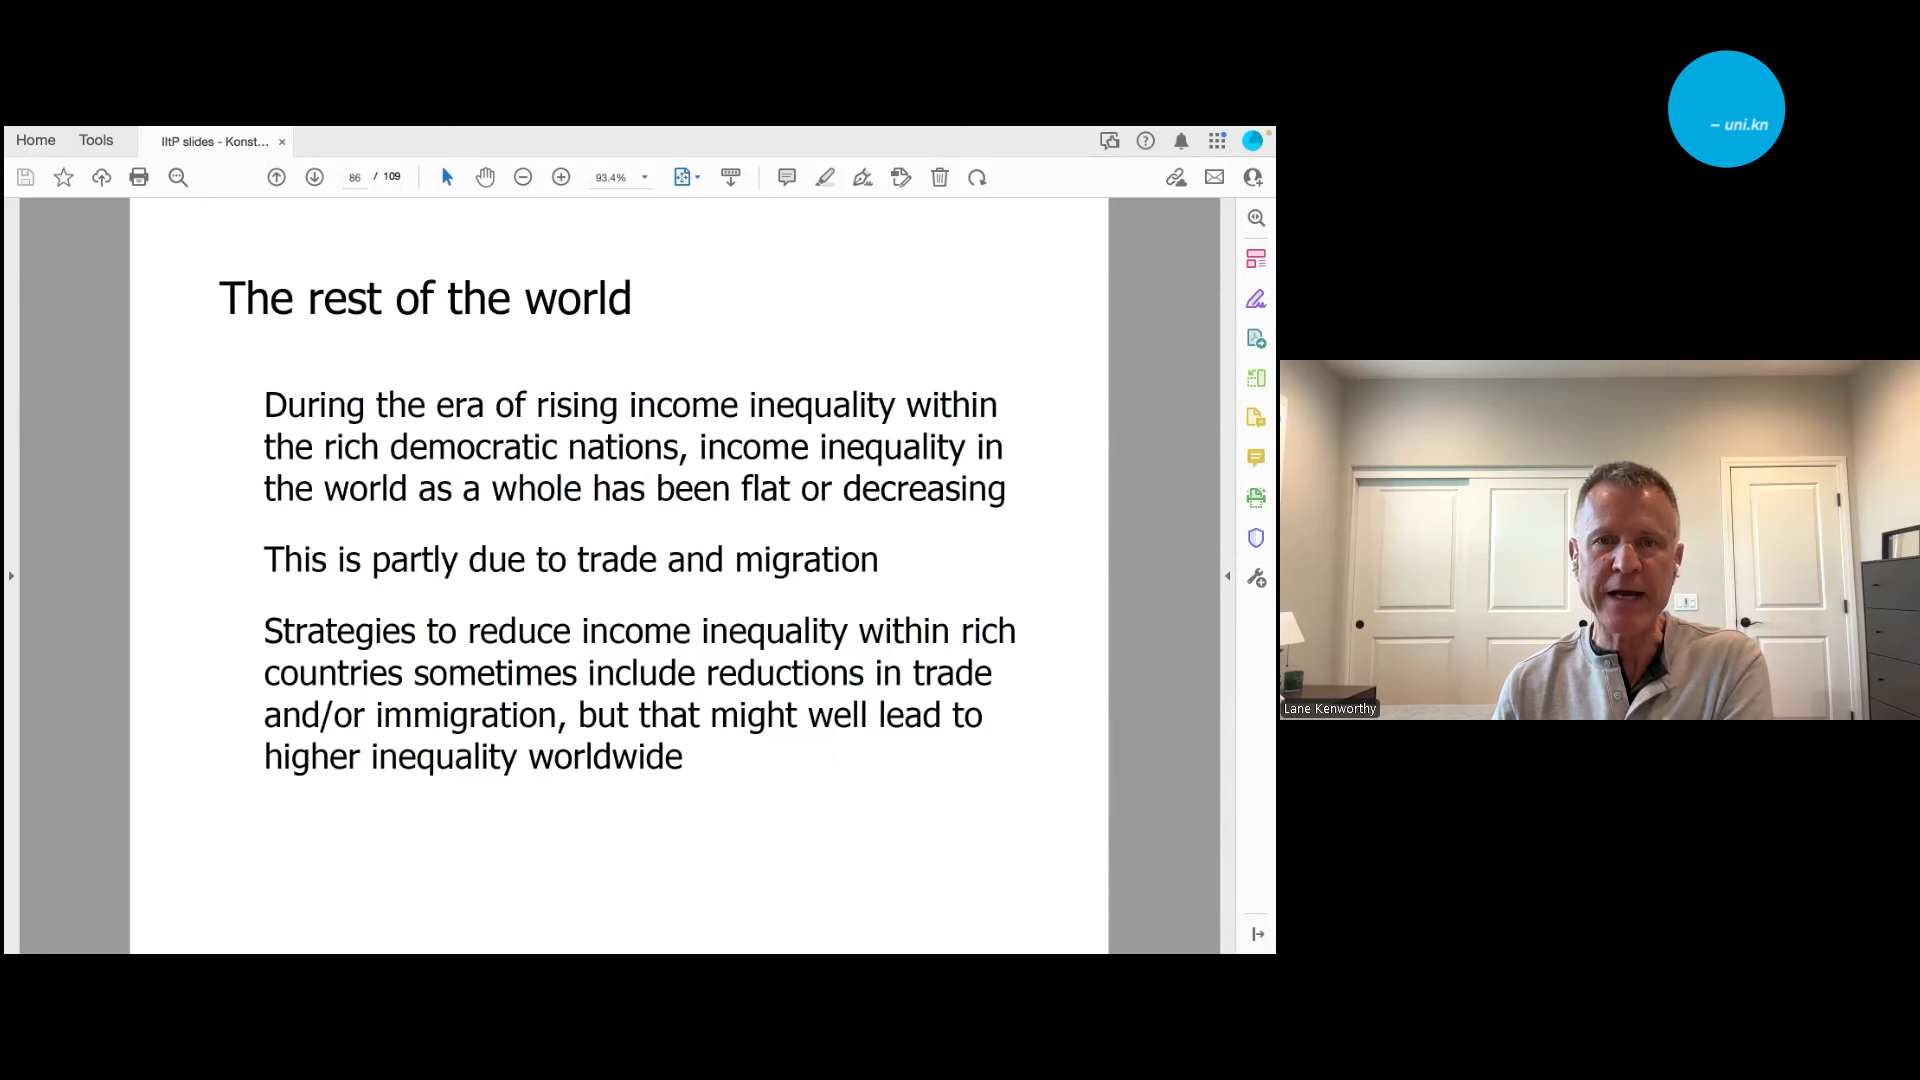 – uni.kn
Home Tools IItP slides - Konst... ×
86 / 109 93.4%
The rest of the world
During the era of rising income inequality within
the rich democratic nations, income inequality in
the world as a whole has been flat or decreasing
This is partly due to trade and migration
Strategies to reduce income inequality within rich
countries sometimes include reductions in trade
and/or immigration, but that might well lead to
higher inequality worldwide
Lane Kenworthy